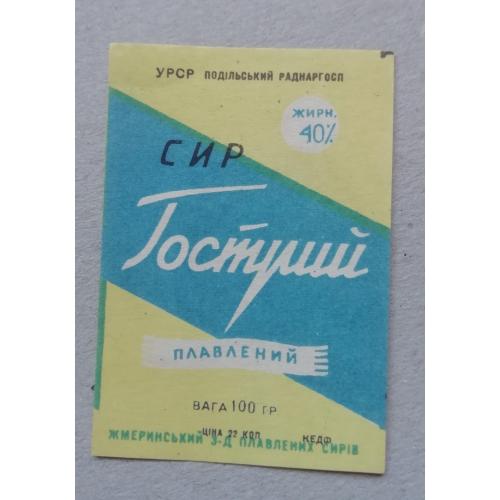 УРСР ПОДІЛЬСЬКИЙ РАДНАРГОСП
ЖИРН.
40%
СИР
Гострий
ПЛАВЛЕНИЙ
ВАГА 100 ГР
ЦІНА 22 КОП КЕДФ
ЖМЕРИНСЬКИЙ З-Д ПЛАВЛЕНИХ СИРІВ